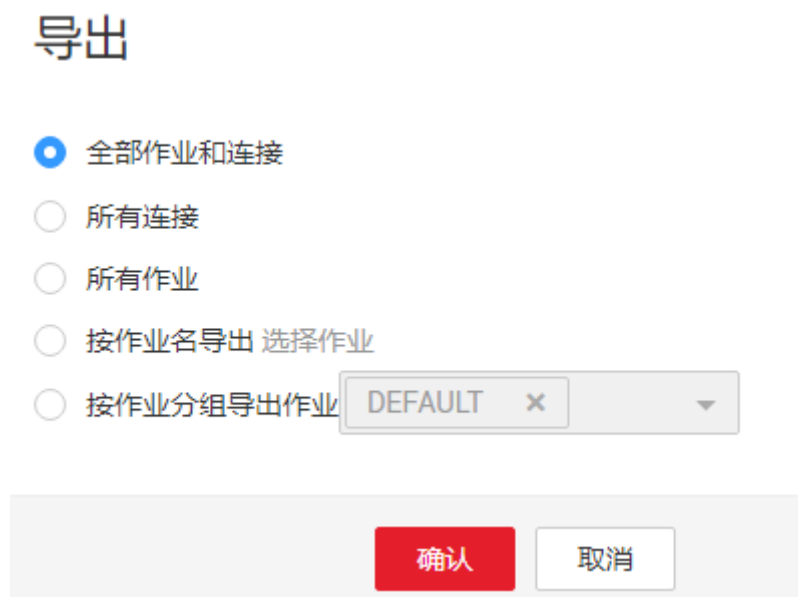 导出
全部作业和连接
所有连接
所有作业
按作业名导出 选择作业
按作业分组导出作业 DEFAULT ×
确认 取消